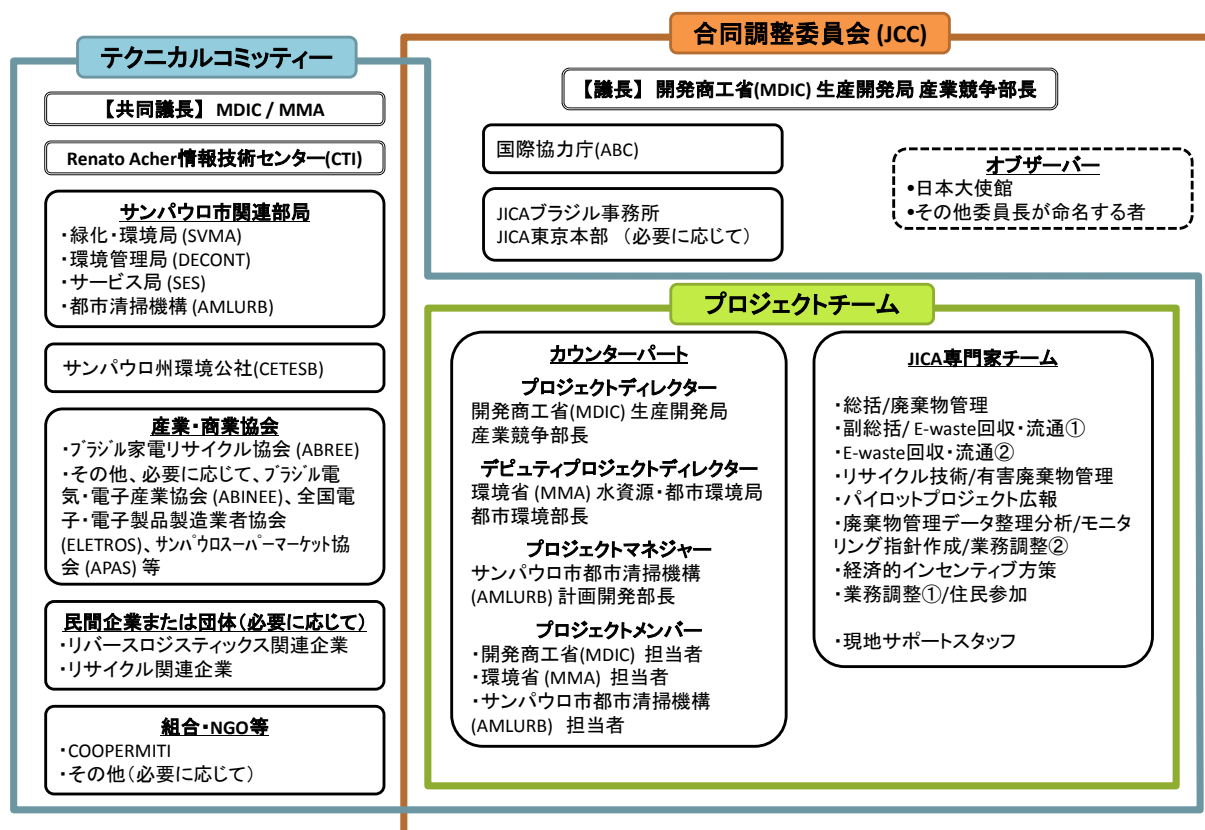 テクニカルコミッティー
【共同議長】 MDIC / MMA
Renato Acher情報技術センター(CTI)
サンパウロ市関連部局
・緑化・環境局 (SVMA)
・環境管理局 (DECONT)
・サービス局 (SES)
・都市清掃機構 (AMLURB)
サンパウロ州環境公社(CETESB)
産業・商業協会
・ブラジル家電リサイクル協会 (ABREE)
・その他、必要に応じて、ブラジル電
気・電子産業協会 (ABINEE)、全国電
子・電子製品製造業者協会
(ELETROS)、サンパウロスーパーマーケット協
会 (APAS) 等
民間企業または団体（必要に応じて）
・リバースロジスティックス関連企業
・リサイクル関連企業
組合・NGO等
・COOPERMITI
・その他（必要に応じて）
合同調整委員会 (JCC)
【議長】 開発商工省(MDIC) 生産開発局 産業競争部長
国際協力庁(ABC)
JICAブラジル事務所
JICA東京本部 （必要に応じて）
オブザーバー
•日本大使館
•その他委員長が命名する者
プロジェクトチーム
カウンターパート
プロジェクトディレクター
開発商工省(MDIC) 生産開発局
産業競争部長
デピュティプロジェクトディレクター
環境省 (MMA) 水資源・都市環境局
都市環境部長
プロジェクトマネジャー
サンパウロ市都市清掃機構
(AMLURB) 計画開発部長
プロジェクトメンバー
・開発商工省(MDIC) 担当者
・環境省 (MMA) 担当者
・サンパウロ市都市清掃機構
(AMLURB) 担当者
JICA専門家チーム
・総括/廃棄物管理
・副総括/ E-waste回収・流通①
・E-waste回収・流通②
・リサイクル技術/有害廃棄物管理
・パイロットプロジェクト広報
・廃棄物管理データ整理分析/モニタ
リング指針作成/業務調整②
・経済的インセンティブ方策
・業務調整①/住民参加
・現地サポートスタッフ